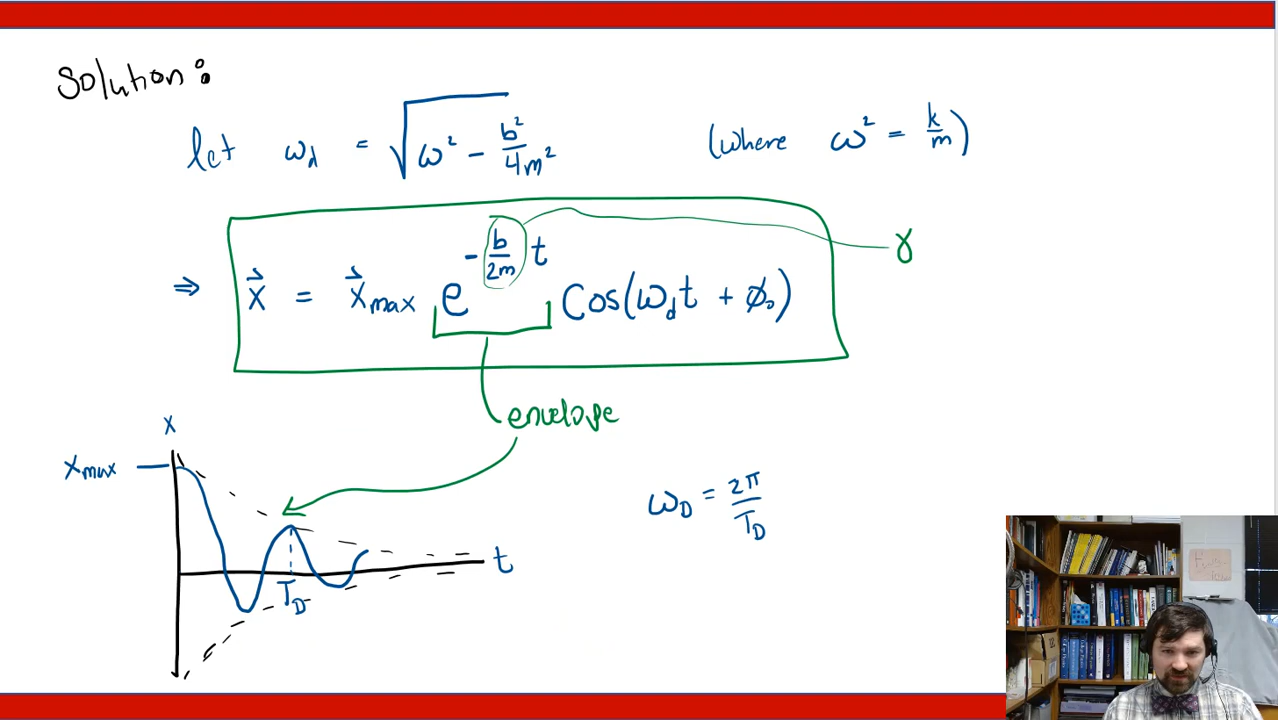 Solution:
let ω_d = √(ω² − b²/4m²) (where ω² = k/m)
⇒ x⃗ = x⃗_max e^(−(b/2m)t) Cos(ω_d t + φ₀)
γ
envelope
x
x_max
t
T_D
ω_D = 2π/T_D